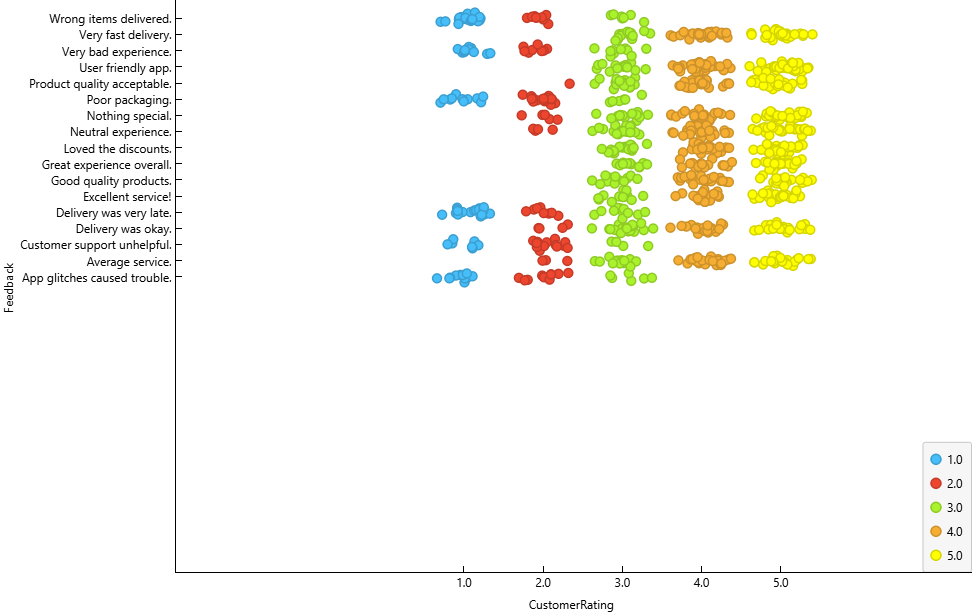 Wrong items delivered.
Very fast delivery.
Very bad experience.
User friendly app.
Product quality acceptable.
Poor packaging.
Nothing special.
Neutral experience.
Loved the discounts.
Great experience overall.
Good quality products.
Excellent service!
Delivery was very late.
Delivery was okay.
Customer support unhelpful.
Average service.
App glitches caused trouble.
Feedback
1.0
2.0
3.0
4.0
5.0
1.0 2.0 3.0 4.0 5.0
CustomerRating